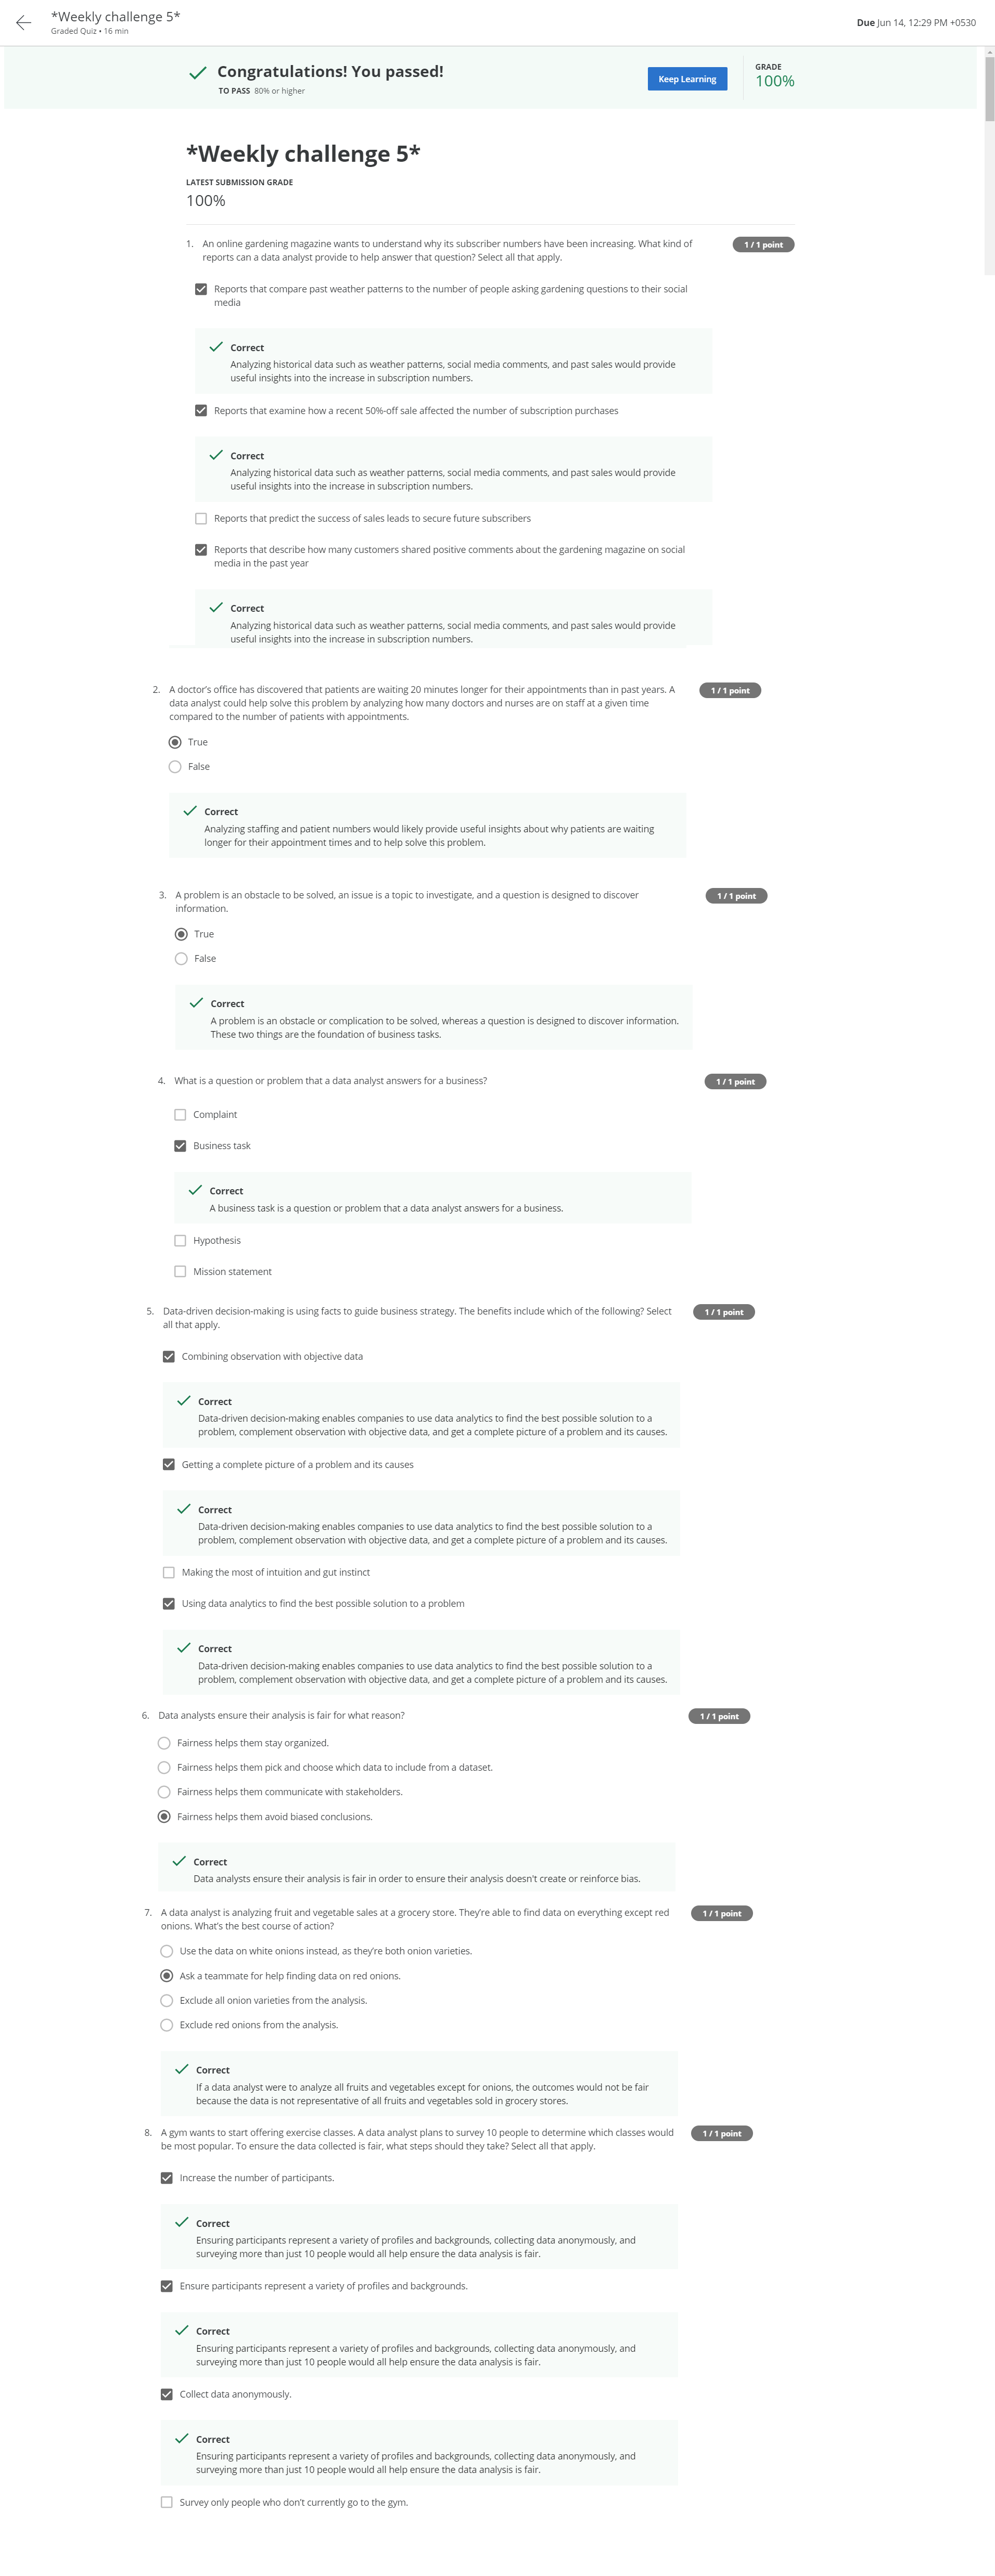 *Weekly challenge 5*
Graded Quiz • 16 min
Due Jun 14, 12:29 PM +0530
Congratulations! You passed!
TO PASS 80% or higher
Keep Learning
GRADE
100%
*Weekly challenge 5*
LATEST SUBMISSION GRADE
100%
1. An online gardening magazine wants to understand why its subscriber numbers have been increasing. What kind of
reports can a data analyst provide to help answer that question? Select all that apply.
1 / 1 point
Reports that compare past weather patterns to the number of people asking gardening questions to their social
media
Correct
Analyzing historical data such as weather patterns, social media comments, and past sales would provide
useful insights into the increase in subscription numbers.
Reports that examine how a recent 50%-off sale affected the number of subscription purchases
Correct
Analyzing historical data such as weather patterns, social media comments, and past sales would provide
useful insights into the increase in subscription numbers.
Reports that predict the success of sales leads to secure future subscribers
Reports that describe how many customers shared positive comments about the gardening magazine on social
media in the past year
Correct
Analyzing historical data such as weather patterns, social media comments, and past sales would provide
useful insights into the increase in subscription numbers.
2. A doctor's office has discovered that patients are waiting 20 minutes longer for their appointments than in past years. A
data analyst could help solve this problem by analyzing how many doctors and nurses are on staff at a given time
compared to the number of patients with appointments.
1 / 1 point
True
False
Correct
Analyzing staffing and patient numbers would likely provide useful insights about why patients are waiting
longer for their appointment times and to help solve this problem.
3. A problem is an obstacle to be solved, an issue is a topic to investigate, and a question is designed to discover
information.
1 / 1 point
True
False
Correct
A problem is an obstacle or complication to be solved, whereas a question is designed to discover information.
These two things are the foundation of business tasks.
4. What is a question or problem that a data analyst answers for a business?
1 / 1 point
Complaint
Business task
Correct
A business task is a question or problem that a data analyst answers for a business.
Hypothesis
Mission statement
5. Data-driven decision-making is using facts to guide business strategy. The benefits include which of the following? Select
all that apply.
1 / 1 point
Combining observation with objective data
Correct
Data-driven decision-making enables companies to use data analytics to find the best possible solution to a
problem, complement observation with objective data, and get a complete picture of a problem and its causes.
Getting a complete picture of a problem and its causes
Correct
Data-driven decision-making enables companies to use data analytics to find the best possible solution to a
problem, complement observation with objective data, and get a complete picture of a problem and its causes.
Making the most of intuition and gut instinct
Using data analytics to find the best possible solution to a problem
Correct
Data-driven decision-making enables companies to use data analytics to find the best possible solution to a
problem, complement observation with objective data, and get a complete picture of a problem and its causes.
6. Data analysts ensure their analysis is fair for what reason?
1 / 1 point
Fairness helps them stay organized.
Fairness helps them pick and choose which data to include from a dataset.
Fairness helps them communicate with stakeholders.
Fairness helps them avoid biased conclusions.
Correct
Data analysts ensure their analysis is fair in order to ensure their analysis doesn't create or reinforce bias.
7. A data analyst is analyzing fruit and vegetable sales at a grocery store. They're able to find data on everything except red
onions. What's the best course of action?
1 / 1 point
Use the data on white onions instead, as they're both onion varieties.
Ask a teammate for help finding data on red onions.
Exclude all onion varieties from the analysis.
Exclude red onions from the analysis.
Correct
If a data analyst were to analyze all fruits and vegetables except for onions, the outcomes would not be fair
because the data is not representative of all fruits and vegetables sold in grocery stores.
8. A gym wants to start offering exercise classes. A data analyst plans to survey 10 people to determine which classes would
be most popular. To ensure the data collected is fair, what steps should they take? Select all that apply.
1 / 1 point
Increase the number of participants.
Correct
Ensuring participants represent a variety of profiles and backgrounds, collecting data anonymously, and
surveying more than just 10 people would all help ensure the data analysis is fair.
Ensure participants represent a variety of profiles and backgrounds.
Correct
Ensuring participants represent a variety of profiles and backgrounds, collecting data anonymously, and
surveying more than just 10 people would all help ensure the data analysis is fair.
Collect data anonymously.
Correct
Ensuring participants represent a variety of profiles and backgrounds, collecting data anonymously, and
surveying more than just 10 people would all help ensure the data analysis is fair.
Survey only people who don't currently go to the gym.